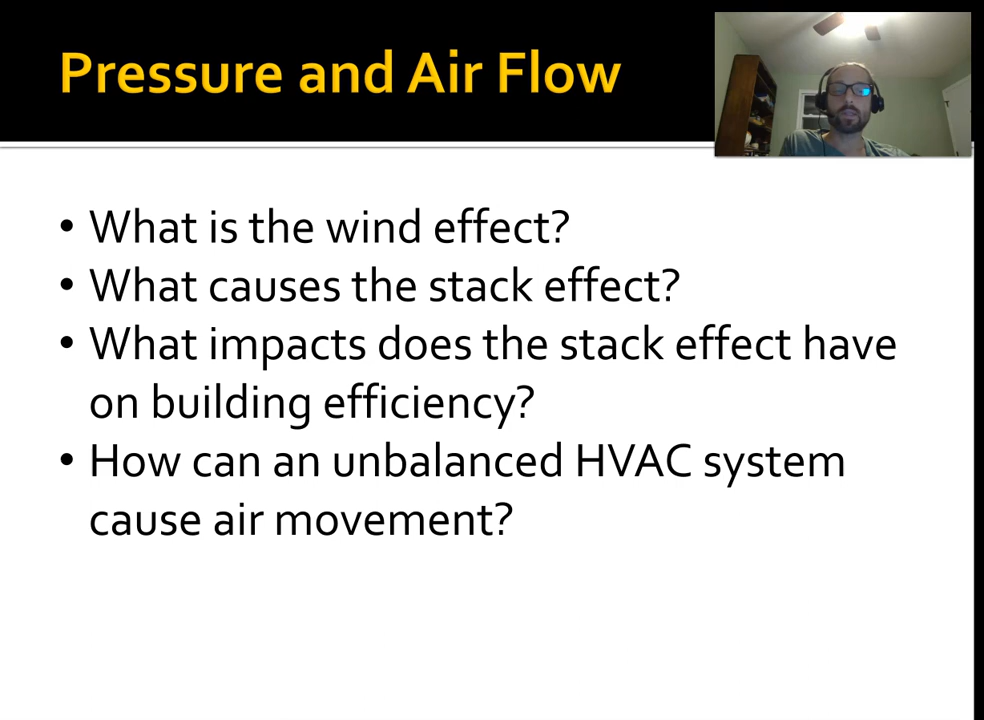 Pressure and Air Flow
• What is the wind effect?
• What causes the stack effect?
• What impacts does the stack effect have
on building efficiency?
• How can an unbalanced HVAC system
cause air movement?